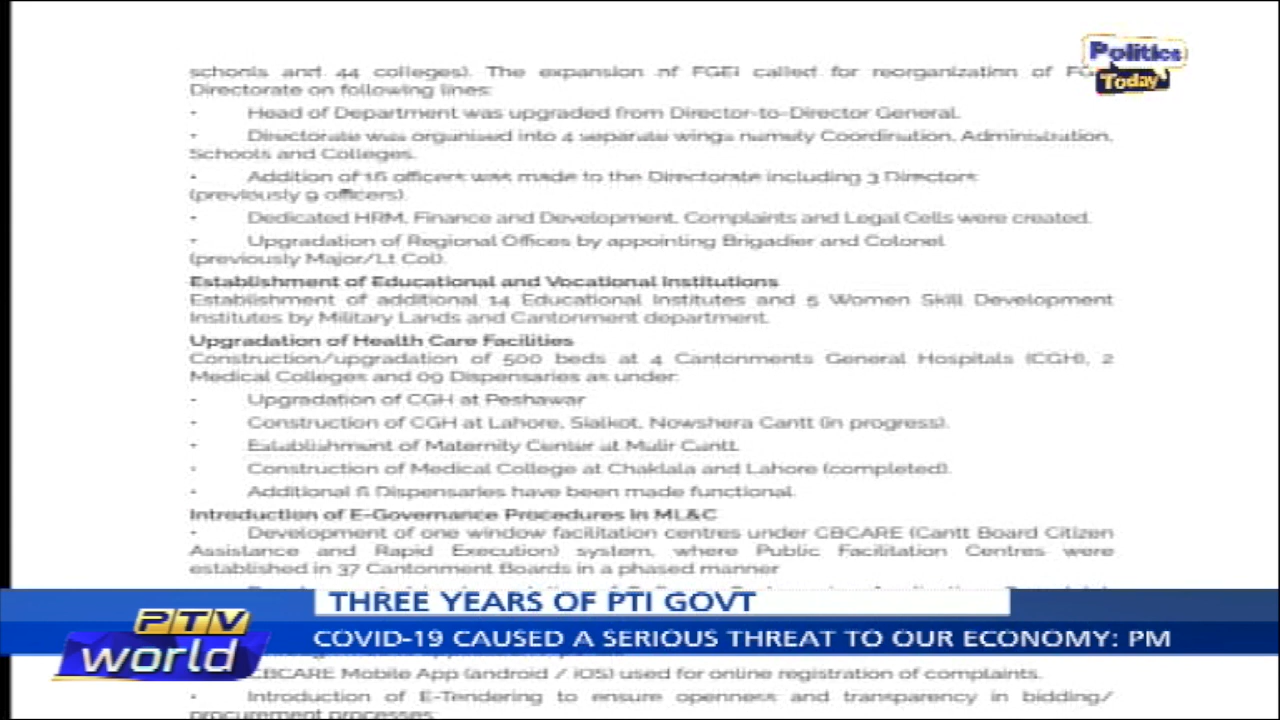 Politics
Today
schools and 44 colleges). The expansion of FGEI called for reorganization of
Directorate on following lines:
• Head of Department was upgraded from Director-to-Director General.
• Directorate was organised into 4 separate wings namely Coordination, Administration,
Schools and Colleges.
• Addition of 16 officers was made to the Directorate including 3 Directors
(previously 9 officers).
• Dedicated HRM, Finance and Development, Complaints and Legal Cells were created.
• Upgradation of Regional Offices by appointing Brigadier and Colonel
(previously Major/Lt Col).
Establishment of Educational and Vocational Institutions
Establishment of additional 14 Educational Institutes and 5 Women Skill Development
Institutes by Military Lands and Cantonment department.
Upgradation of Health Care Facilities
Construction/upgradation of 500 beds at 4 Cantonments General Hospitals (CGH), 2
Medical Colleges and 09 Dispensaries as under:
• Upgradation of CGH at Peshawar
• Construction of CGH at Lahore, Sialkot, Nowshera Cantt (in progress).
• Establishment of Maternity Center at Malir Cantt.
• Construction of Medical College at Chaklala and Lahore (completed).
• Additional 6 Dispensaries have been made functional.
Introduction of E-Governance Procedures in ML&C
• Development of one window facilitation centres under CBCARE (Cantt Board Citizen
Assistance and Rapid Execution) system, where Public Facilitation Centres were
established in 37 Cantonment Boards in a phased manner
THREE YEARS OF PTI GOVT
PTV
world
COVID-19 CAUSED A SERIOUS THREAT TO OUR ECONOMY: PM
CBCARE Mobile App (android / iOS) used for online registration of complaints.
• Introduction of E-Tendering to ensure openness and transparency in bidding/
procurement processes.